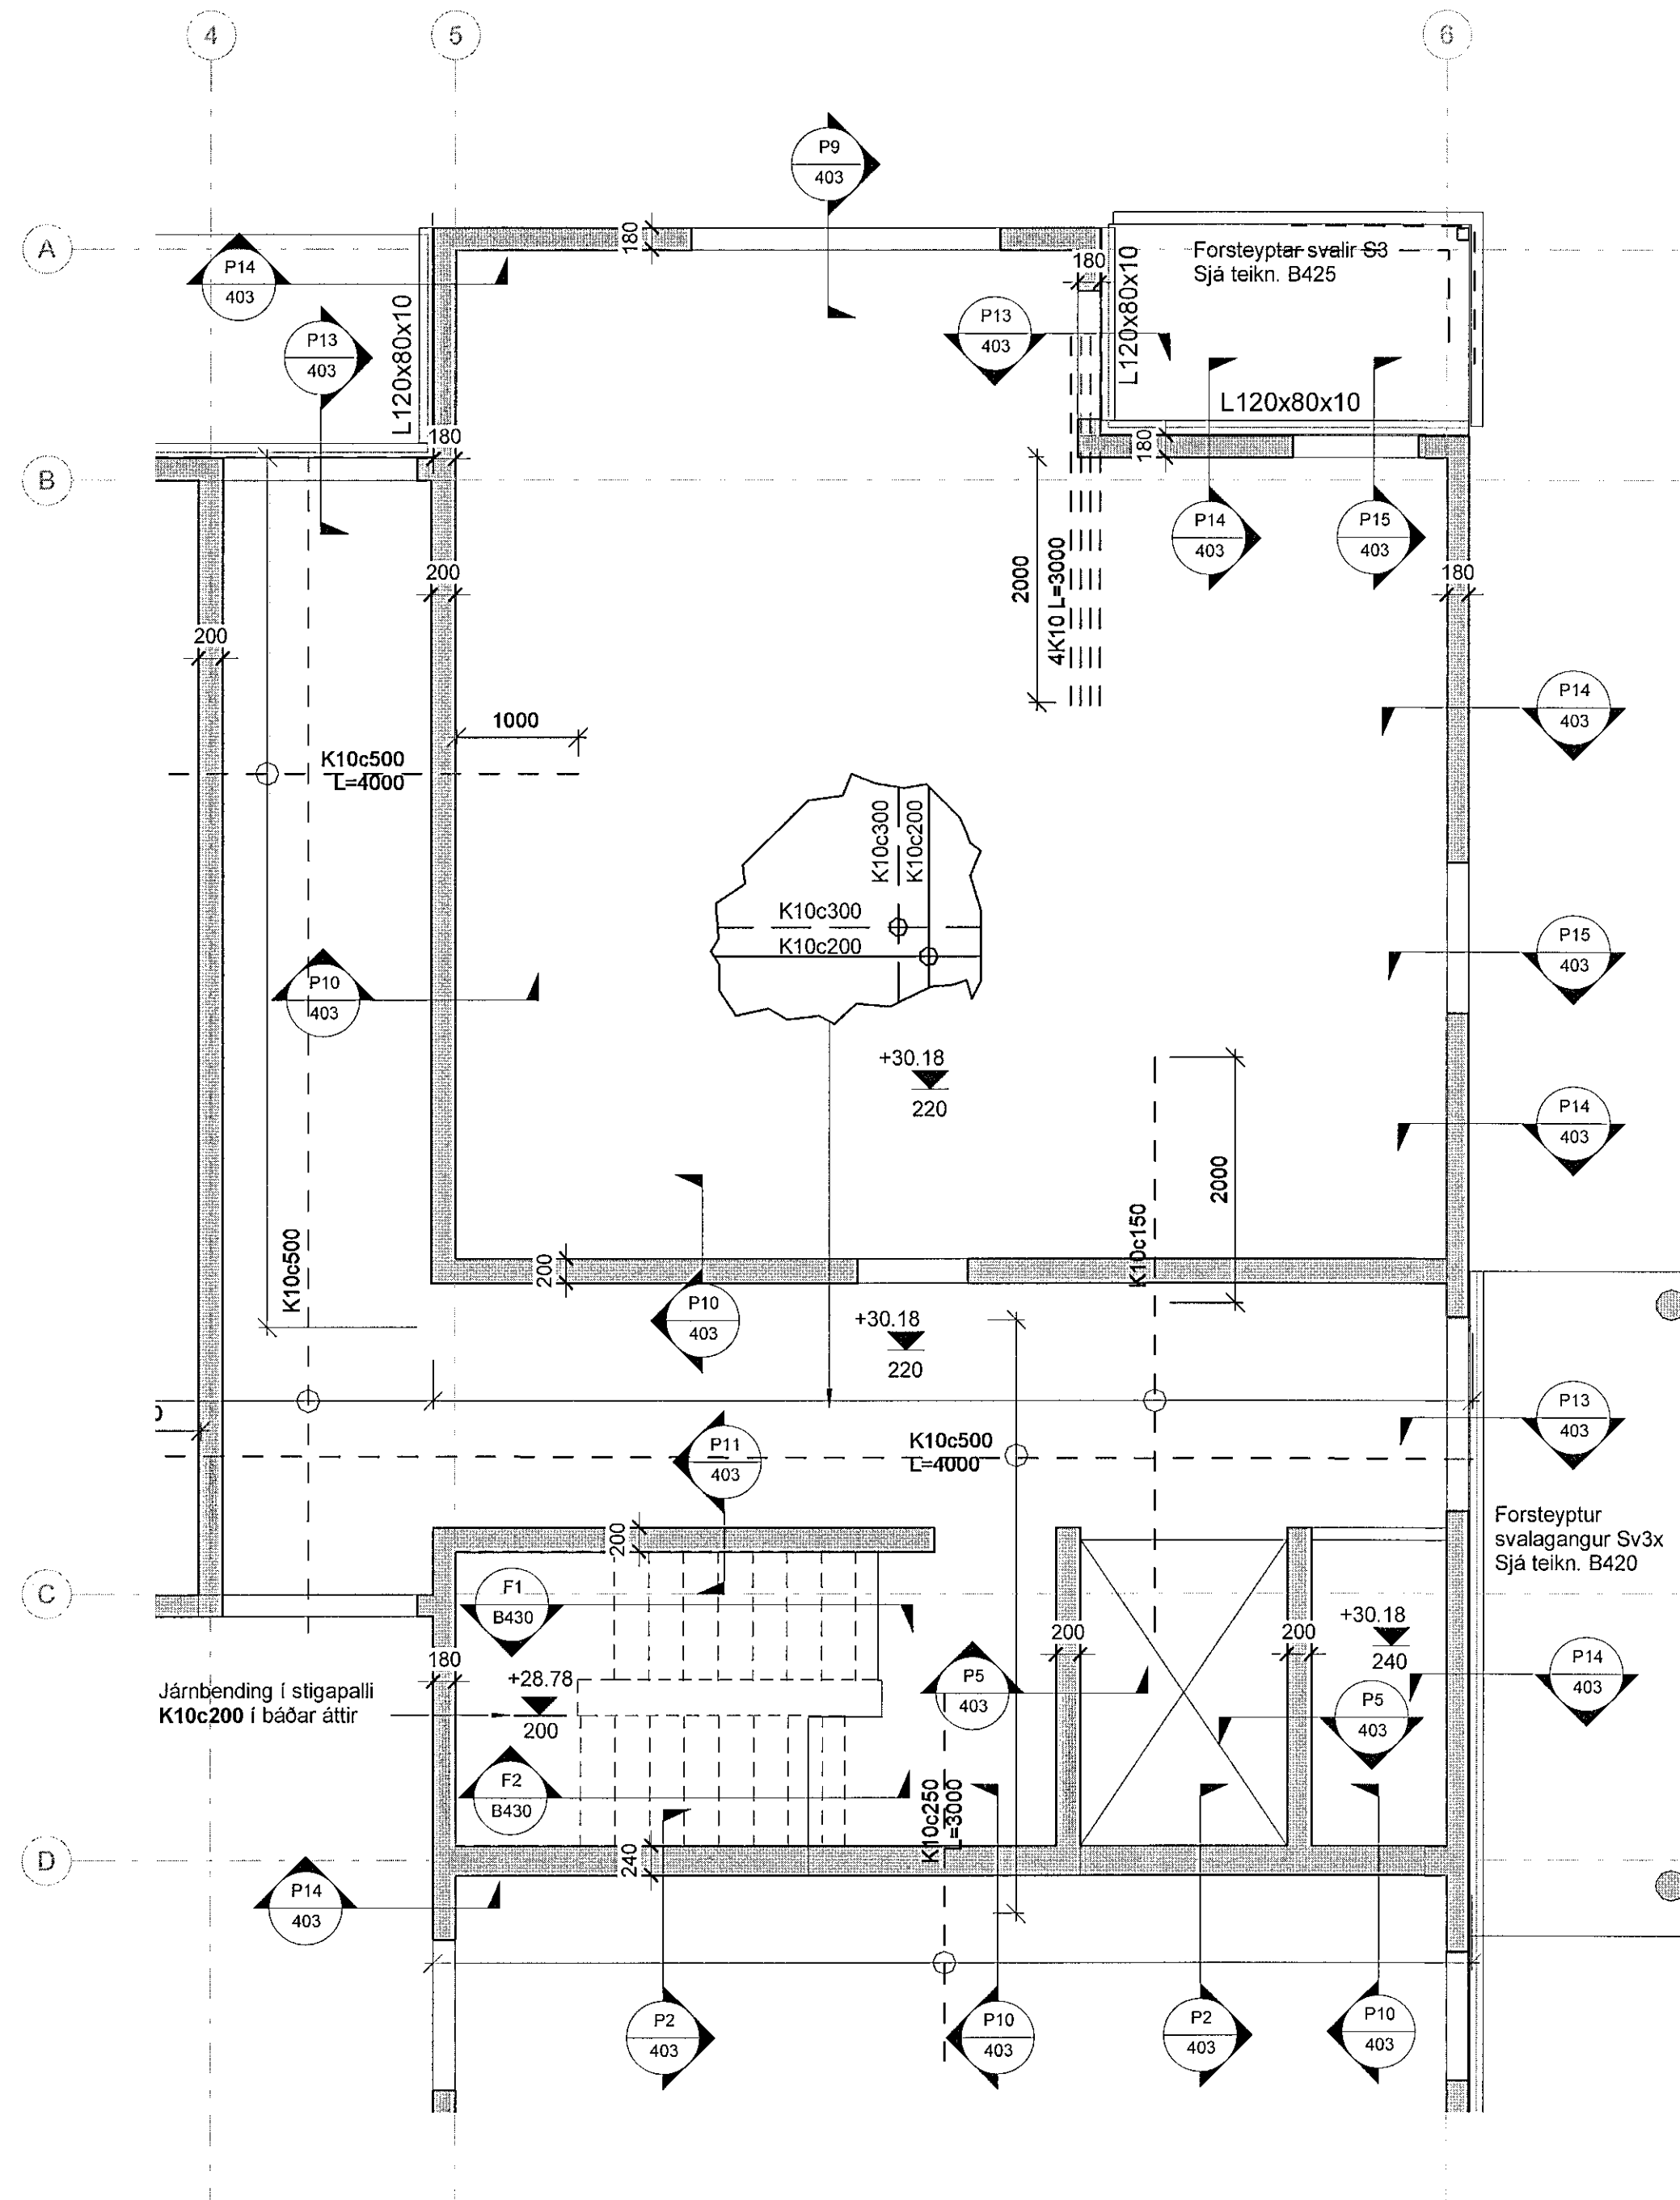 4
5
6
P9
403
A
180
P14
403
180
Forsteyptar svalir S3
Sjá teikn. B425
L120x80x10
P13
403
P13
403
L120x80x10
L120x80x10
180
180
B
P14
403
P15
403
200
180
2000
4K10 L=3000
200
P14
403
1000
K10c500
L=4000
K10c300
K10c200
K10c300
K10c200
P15
403
P10
403
+30.18
220
P14
403
2000
K10c150
K10c500
200
P10
403
+30.18
220
P13
403
P11
403
K10c500
L=4000
Forsteyptur
svalagangur Sv3x
Sjá teikn. B420
200
C
F1
B430
+30.18
240
200
200
180
+28.78
200
P5
403
P14
403
Járnbending í stigapalli
K10c200 í báðar áttir
P5
403
F2
B430
K10c250
L=3000
D
240
P14
403
P2
403
P10
403
P2
403
P10
403